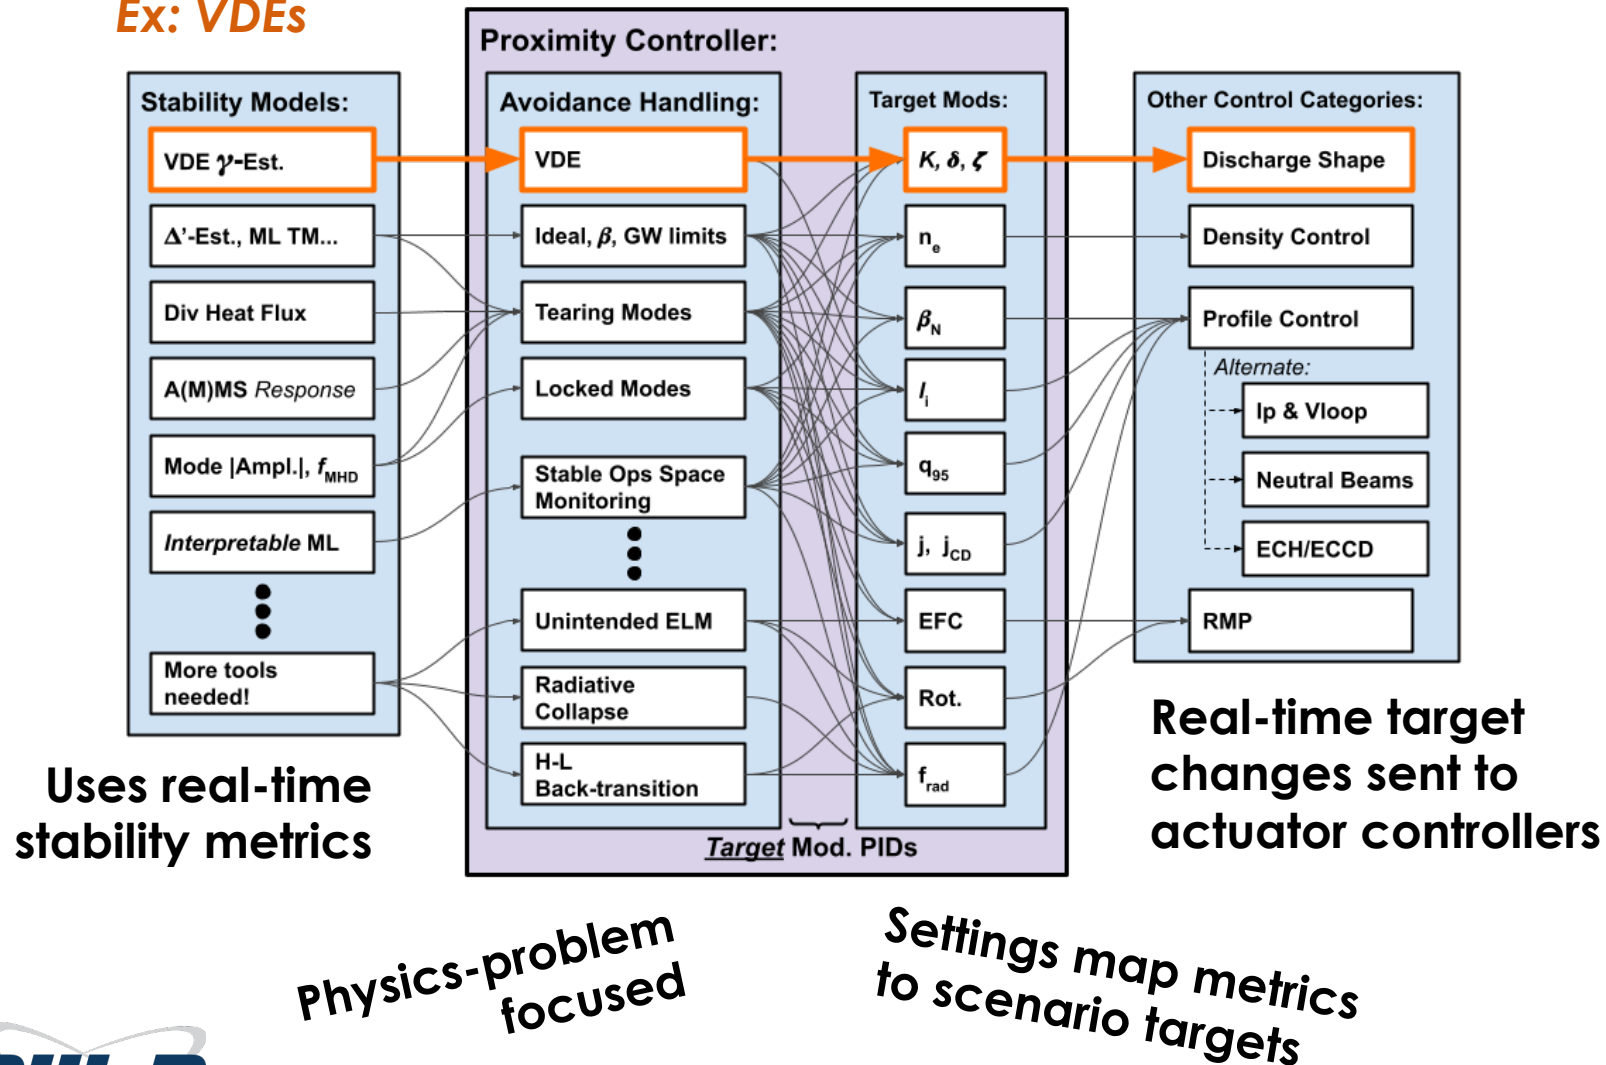 Ex: VDEs
Proximity Controller:
Stability Models:
VDE γ-Est.
Δ'-Est., ML TM...
Div Heat Flux
A(M)MS Response
Mode |Ampl.|, fMHD
Interpretable ML
More tools
needed!
Avoidance Handling:
VDE
Ideal, β, GW limits
Tearing Modes
Locked Modes
Stable Ops Space
Monitoring
Unintended ELM
Radiative
Collapse
H-L
Back-transition
Target Mods:
K, δ, ζ
ne
βN
li
q95
j, jCD
EFC
Rot.
frad
Target Mod. PIDs
Other Control Categories:
Discharge Shape
Density Control
Profile Control
Alternate:
Ip & Vloop
Neutral Beams
ECH/ECCD
RMP
Uses real-time
stability metrics
Real-time target
changes sent to
actuator controllers
Physics-problem
focused
Settings map metrics
to scenario targets